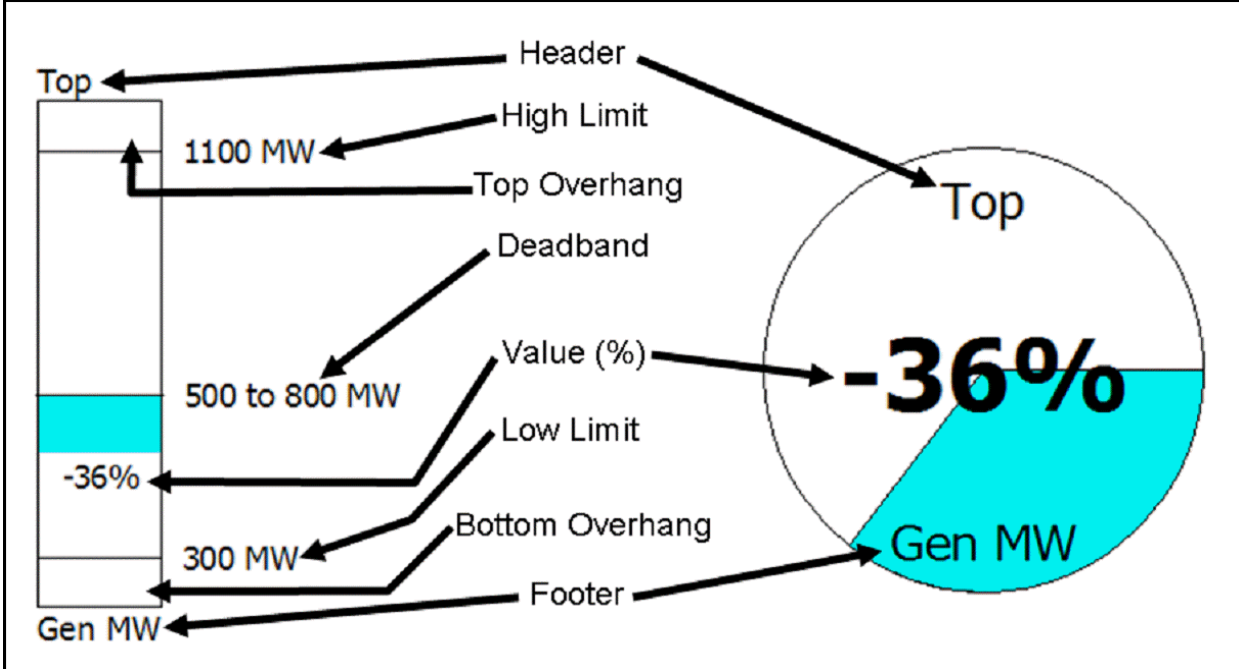 Header
Top
High Limit
1100 MW
Top Overhang
Top
Deadband
Value (%)
-36%
500 to 800 MW
Low Limit
-36%
Bottom Overhang
Gen MW
300 MW
Footer
Gen MW